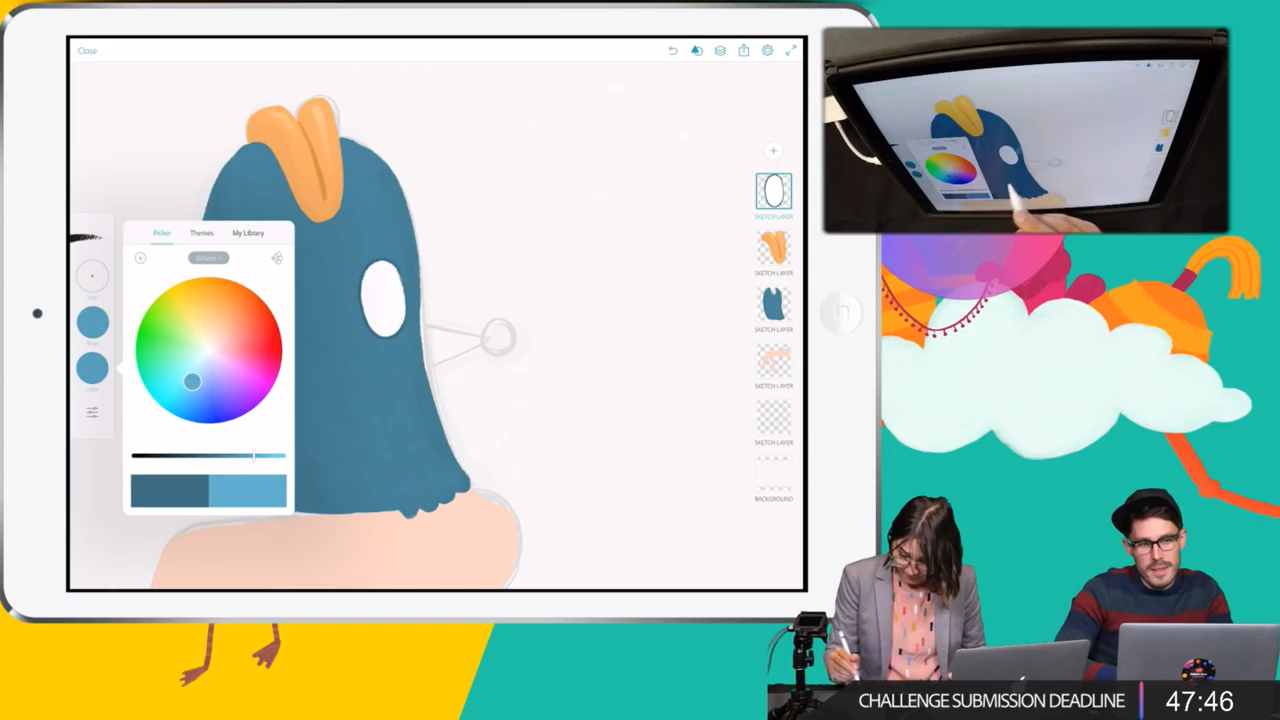 Close
Picker Themes My Library
Wheel
SKETCH LAYER
SKETCH LAYER
SKETCH LAYER
SKETCH LAYER
SKETCH LAYER
BACKGROUND
CHALLENGE SUBMISSION DEADLINE 47:46